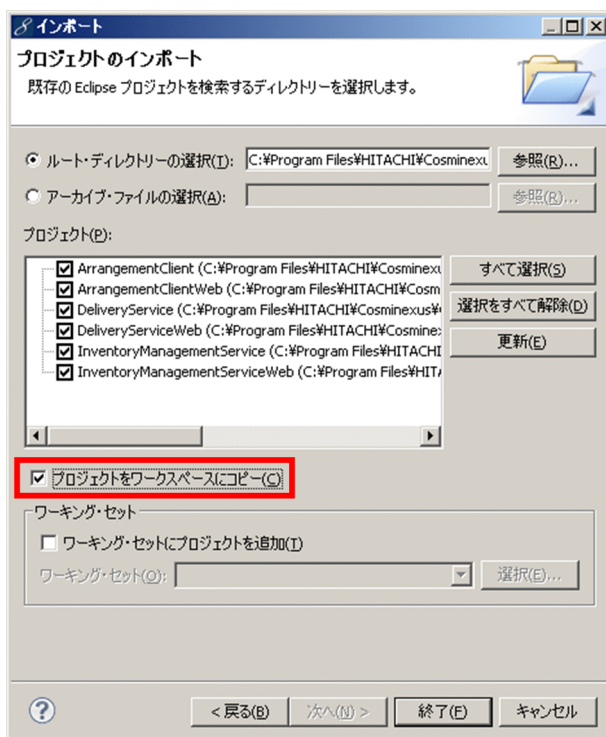 インポート
プロジェクトのインポート
既存の Eclipse プロジェクトを検索するディレクトリーを選択します。
ルート・ディレクトリーの選択(T): C:¥Program Files¥HITACHI¥Cosminexu 参照(R)...
アーカイブ・ファイルの選択(A): 参照(R)...
プロジェクト(P):
ArrangementClient (C:¥Program Files¥HITACHI¥Cosminexu すべて選択(S)
ArrangementClientWeb (C:¥Program Files¥HITACHI¥Cosm
DeliveryService (C:¥Program Files¥HITACHI¥Cosminexus¥ 選択をすべて解除(D)
DeliveryServiceWeb (C:¥Program Files¥HITACHI¥Cosmine
InventoryManagementService (C:¥Program Files¥HITACHI 更新(E)
InventoryManagementServiceWeb (C:¥Program Files¥HIT
プロジェクトをワークスペースにコピー(C)
ワーキング・セット
ワーキング・セットにプロジェクトを追加(T)
ワーキング・セット(O): 選択(E)...
? < 戻る(B) 次へ(N) > 終了(F) キャンセル